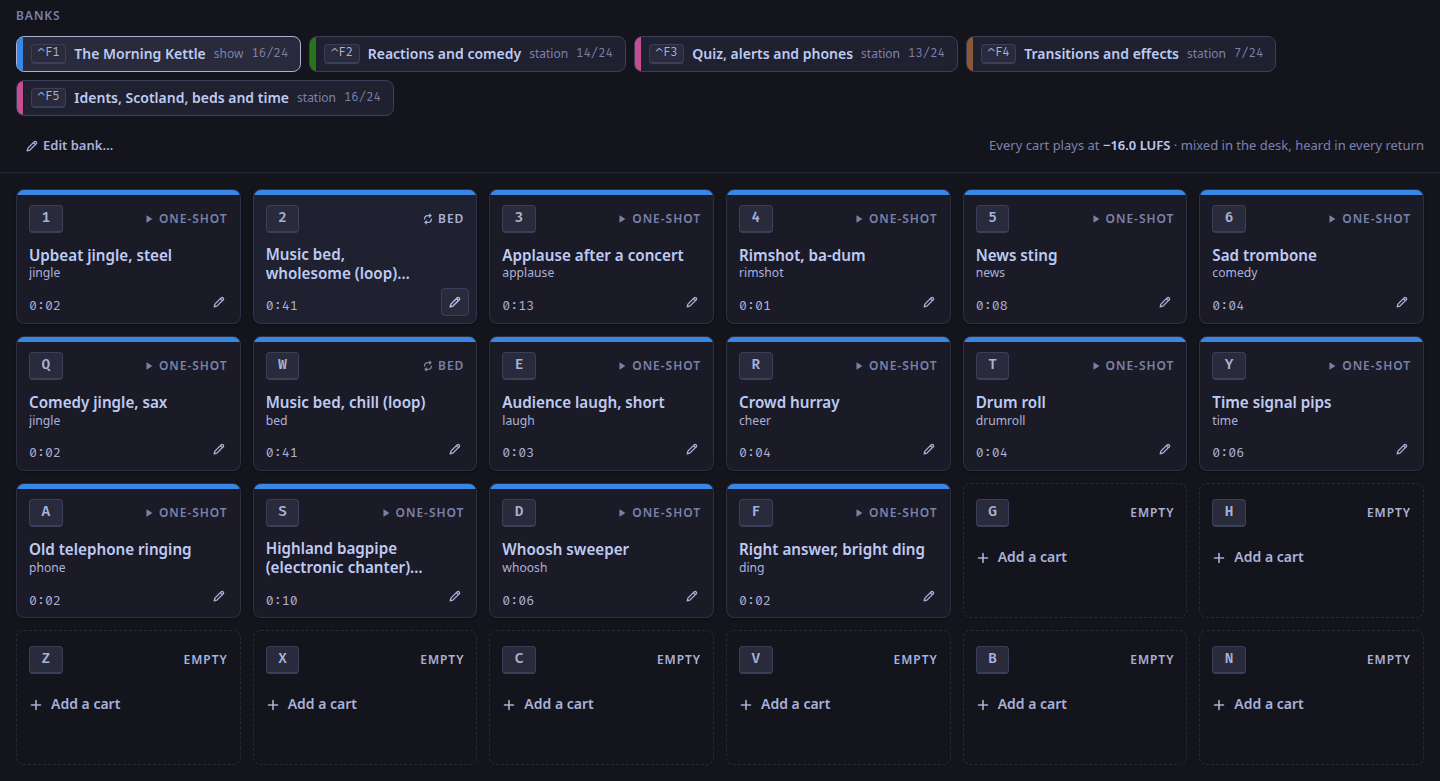 BANKS
^F1 The Morning Kettle show 16/24
^F2 Reactions and comedy station 14/24
^F3 Quiz, alerts and phones station 13/24
^F4 Transitions and effects station 7/24
^F5 Idents, Scotland, beds and time station 16/24
Edit bank...
Every cart plays at −16.0 LUFS · mixed in the desk, heard in every return
1 ONE-SHOT
Upbeat jingle, steel
jingle
0:02
2 BED
Music bed,
wholesome (loop)...
0:41
3 ONE-SHOT
Applause after a concert
applause
0:13
4 ONE-SHOT
Rimshot, ba-dum
rimshot
0:01
5 ONE-SHOT
News sting
news
0:08
6 ONE-SHOT
Sad trombone
comedy
0:04
Q ONE-SHOT
Comedy jingle, sax
jingle
0:02
W BED
Music bed, chill (loop)
bed
0:41
E ONE-SHOT
Audience laugh, short
laugh
0:03
R ONE-SHOT
Crowd hurray
cheer
0:04
T ONE-SHOT
Drum roll
drumroll
0:04
Y ONE-SHOT
Time signal pips
time
0:06
A ONE-SHOT
Old telephone ringing
phone
0:02
S ONE-SHOT
Highland bagpipe
(electronic chanter)...
0:10
D ONE-SHOT
Whoosh sweeper
whoosh
0:06
F ONE-SHOT
Right answer, bright ding
ding
0:02
G EMPTY
+ Add a cart
H EMPTY
+ Add a cart
Z EMPTY
+ Add a cart
X EMPTY
+ Add a cart
C EMPTY
+ Add a cart
V EMPTY
+ Add a cart
B EMPTY
+ Add a cart
N EMPTY
+ Add a cart